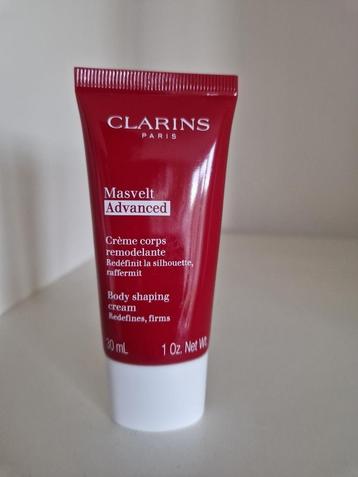 CLARINS
PARIS
Masvelt
Advanced
Crème corps
remodelante
Redéfinit la silhouette,
raffermit
Body shaping
cream
Redefines, firms
30 mL 1 Oz. Net Wt.